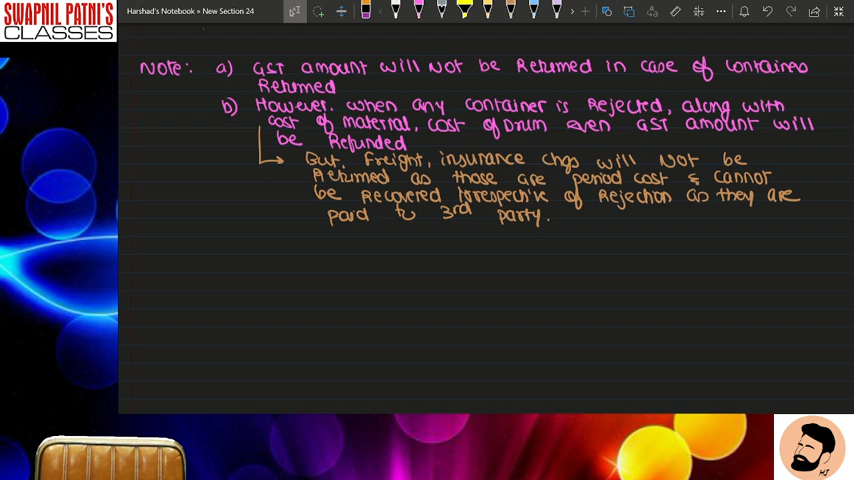 SWAPNIL PATNI'S
CLASSES
Harshad's Notebook » New Section 24
Note: a) GST amount will Not be Returned in case of containers
Returned
b) However, when any container is Rejected, along with
cost of material, cost of Drum even GST amount will
be Refunded
But, Freight, insurance chgs will Not be
Returned as those are period cost & cannot
be Recovered irrespective of Rejection as they are
paid to 3rd party.
HS